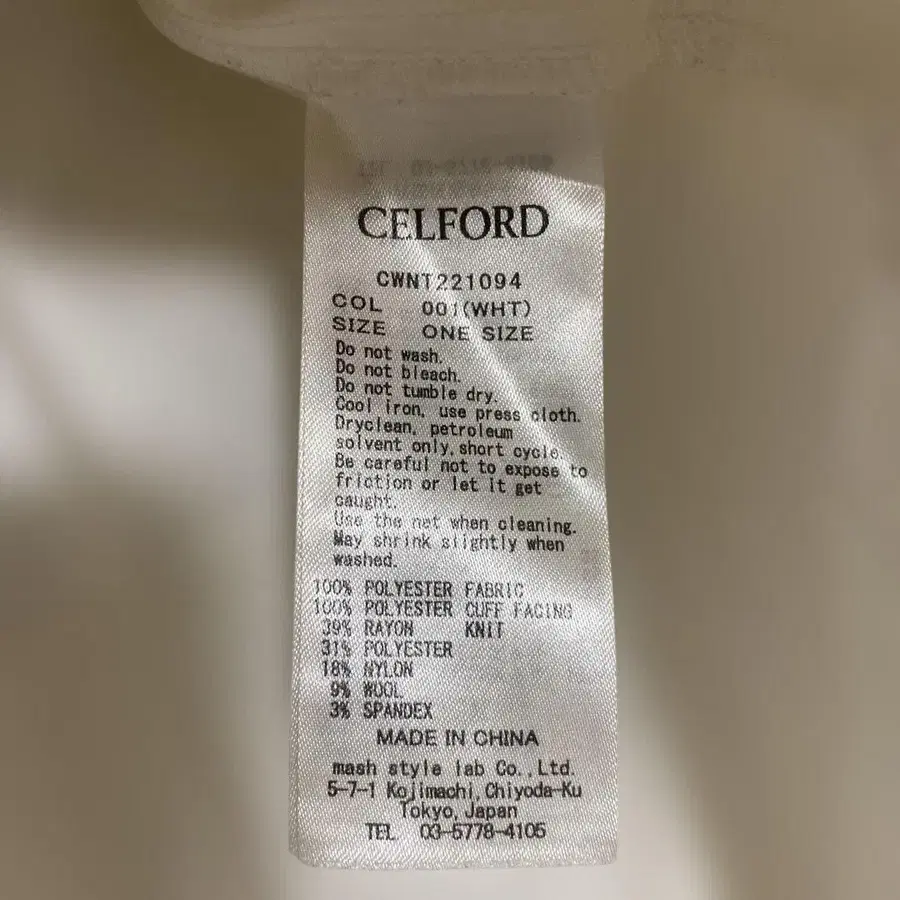 CELFORD
CWNT221094
COL 001(WHT)
SIZE ONE SIZE
Do not wash.
Do not bleach.
Do not tumble dry.
Cool iron, use press cloth.
Dryclean, petroleum
solvent only, short cycle.
Be careful not to expose to
friction or let it get
caught.
Use the net when cleaning.
May shrink slightly when
washed.
100% POLYESTER FABRIC
100% POLYESTER CUFF FACING
39% RAYON KNIT
31% POLYESTER
18% NYLON
9% WOOL
3% SPANDEX
MADE IN CHINA
mash style lab Co.,Ltd.
5-7-1 Kojimachi,Chiyoda-Ku
Tokyo,Japan
TEL 03-5778-4105